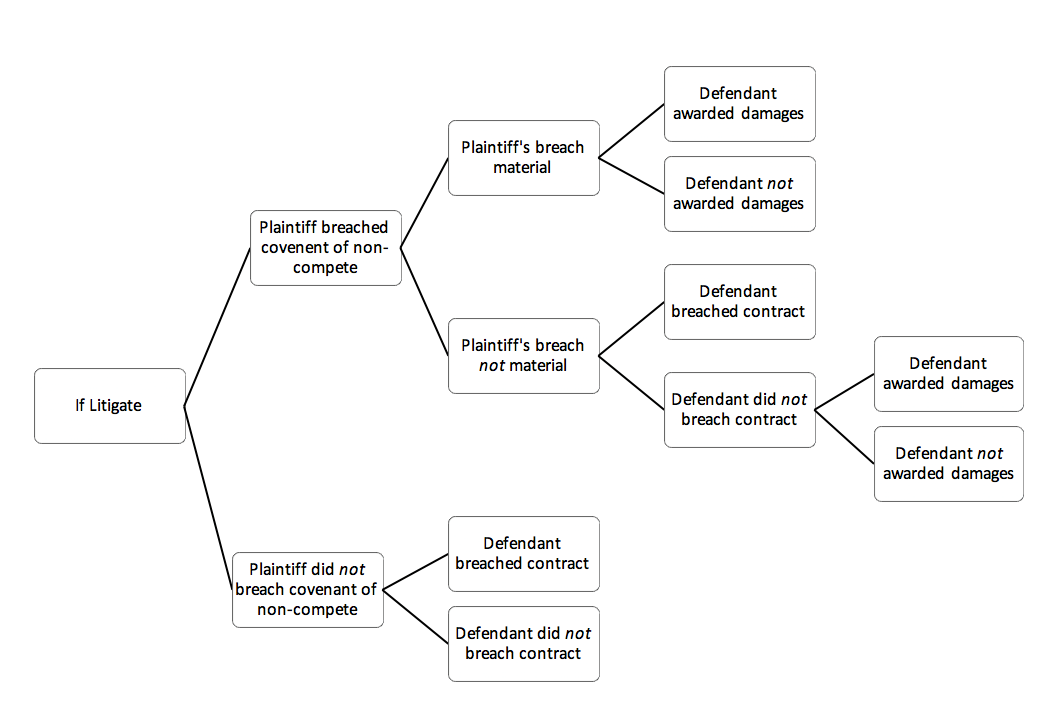 If Litigate
Plaintiff breached
covenent of non-
compete
Plaintiff's breach
material
Defendant
awarded damages
Defendant not
awarded damages
Plaintiff's breach
not material
Defendant
breached contract
Defendant did not
breach contract
Defendant
awarded damages
Defendant not
awarded damages
Plaintiff did not
breach covenant of
non-compete
Defendant
breached contract
Defendant did not
breach contract